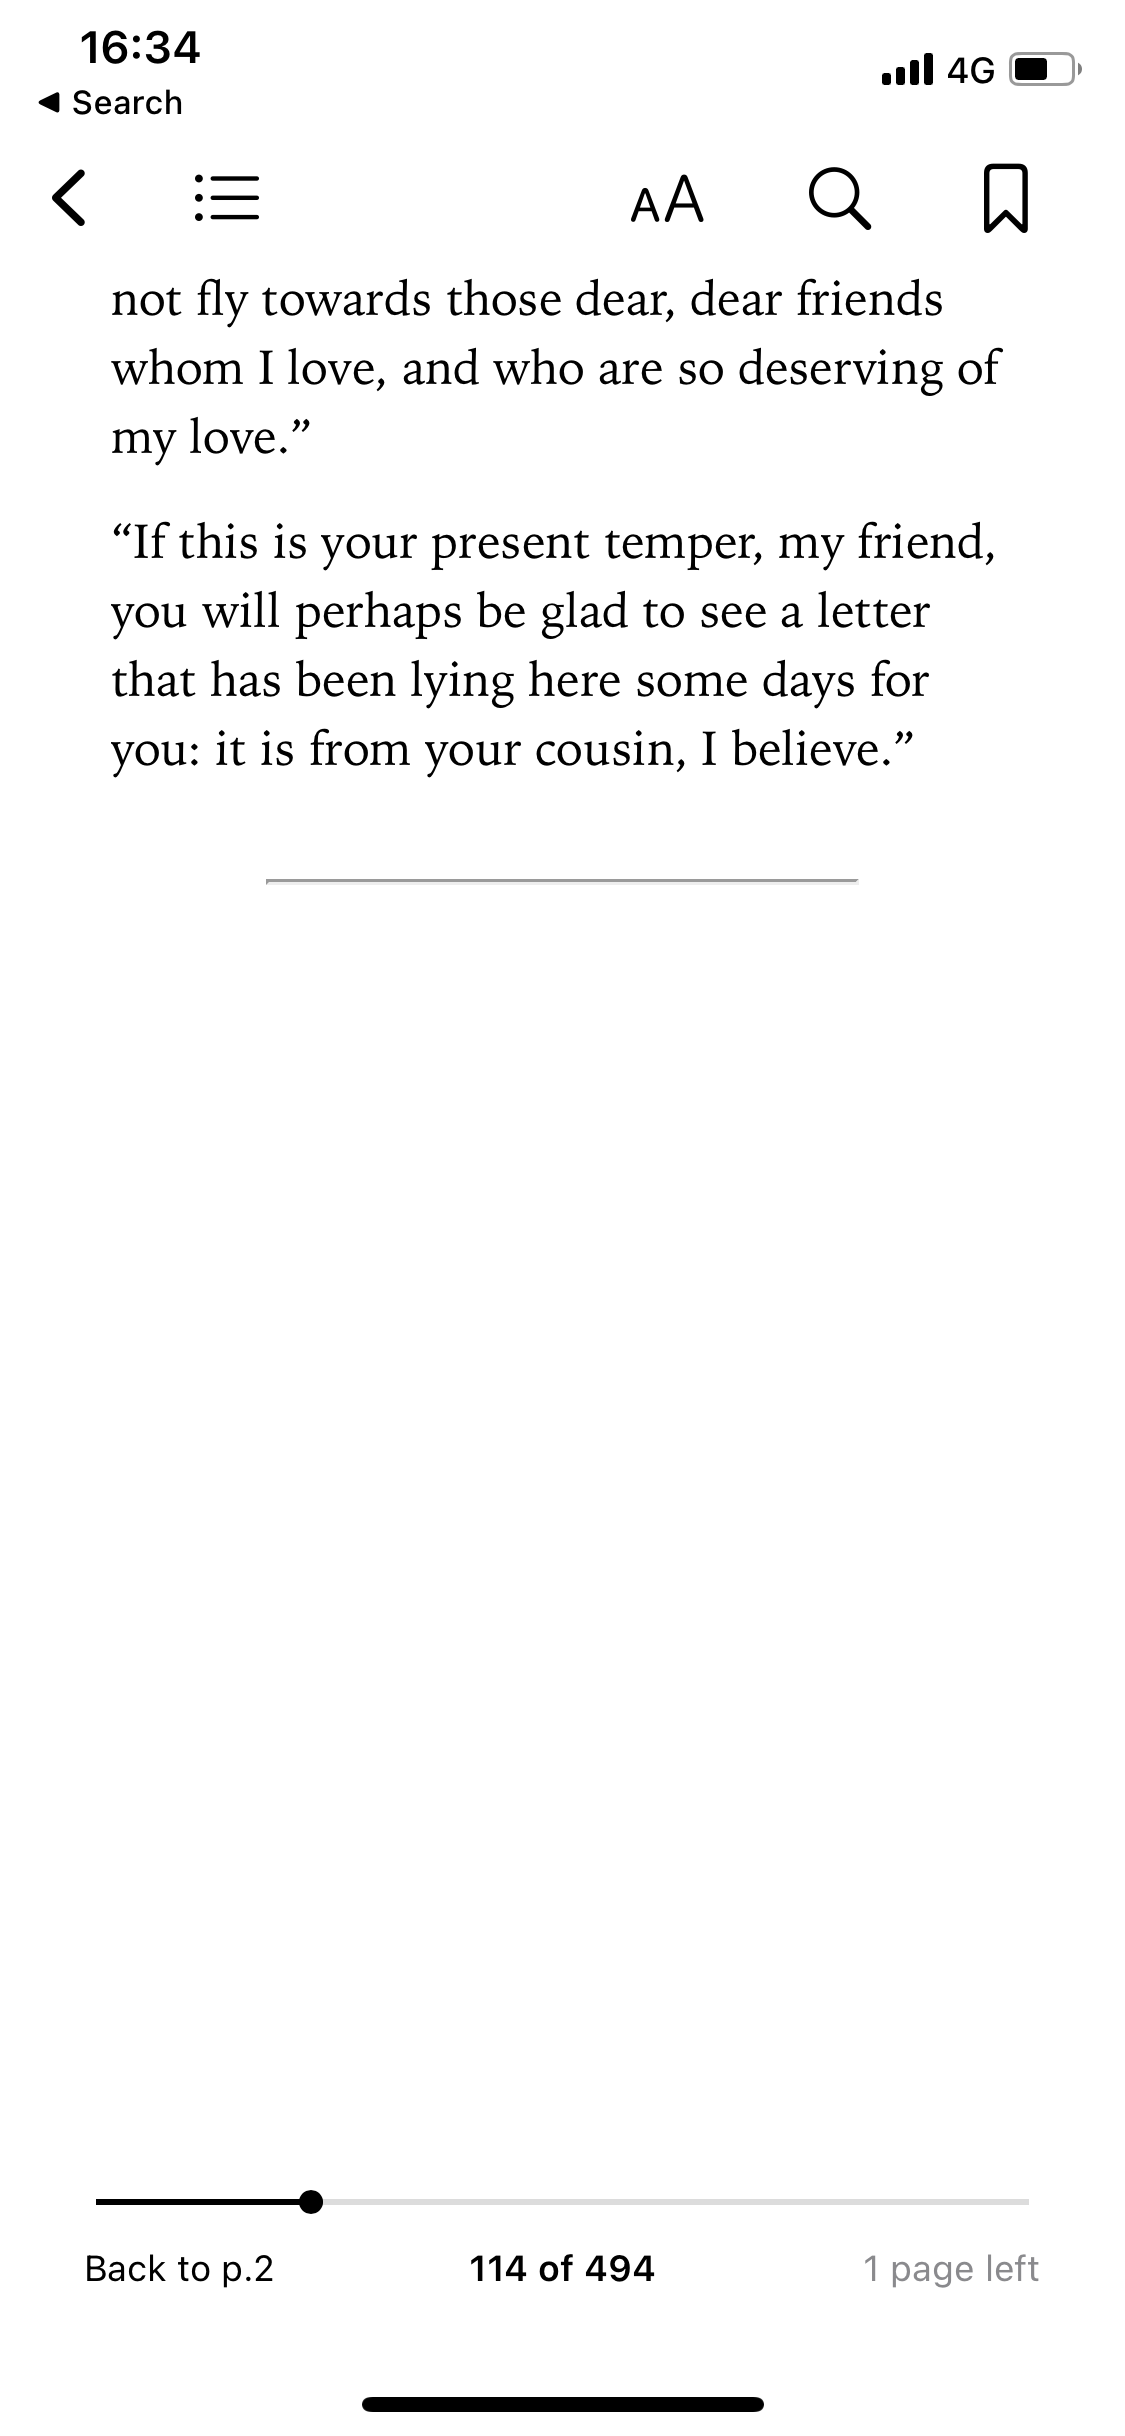 16:34
Search
4G
AA
not fly towards those dear, dear friends
whom I love, and who are so deserving of
my love.”
“If this is your present temper, my friend,
you will perhaps be glad to see a letter
that has been lying here some days for
you: it is from your cousin, I believe.”
Back to p.2
114 of 494
1 page left